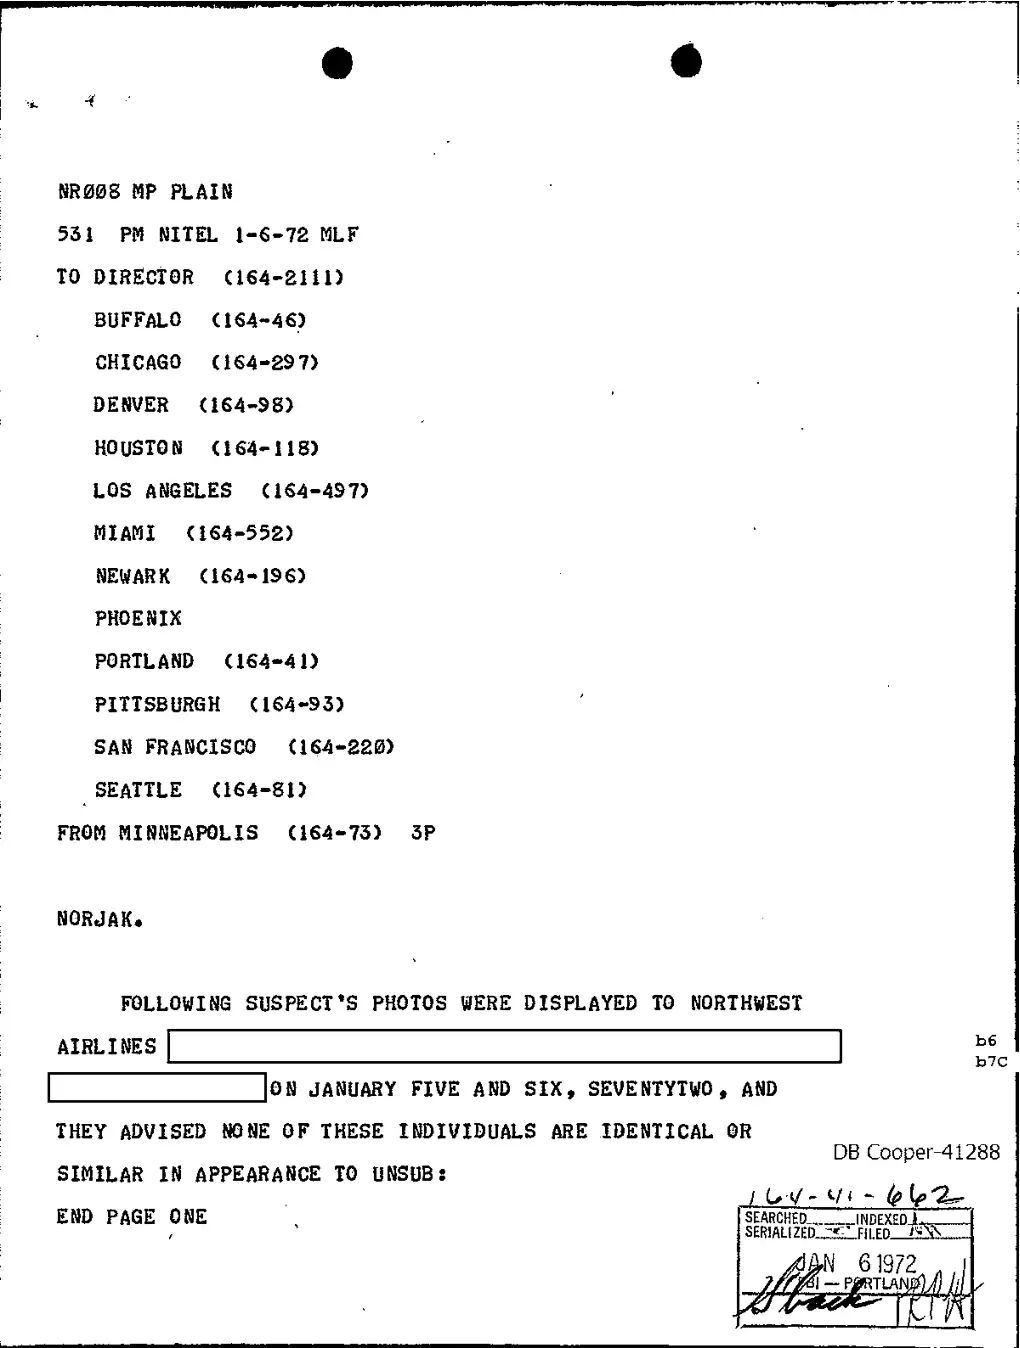 NR008 MP PLAIN
531 PM NITEL 1-6-72 MLF
TO DIRECTOR (164-2111)
BUFFALO (164-46)
CHICAGO (164-297)
DENVER (164-98)
HOUSTON (164-118)
LOS ANGELES (164-497)
MIAMI (164-552)
NEWARK (164-196)
PHOENIX
PORTLAND (164-41)
PITTSBURGH (164-93)
SAN FRANCISCO (164-220)
SEATTLE (164-81)
FROM MINNEAPOLIS (164-73) 3P
NORJAK.
FOLLOWING SUSPECT'S PHOTOS WERE DISPLAYED TO NORTHWEST
AIRLINES
b6
b7C
ON JANUARY FIVE AND SIX, SEVENTYTWO, AND
THEY ADVISED NONE OF THESE INDIVIDUALS ARE IDENTICAL OR
SIMILAR IN APPEARANCE TO UNSUB:
END PAGE ONE
DB Cooper-41288
164-41-662
SEARCHED INDEXED
SERIALIZED FILED
JAN 6 1972
FBI — PORTLAND